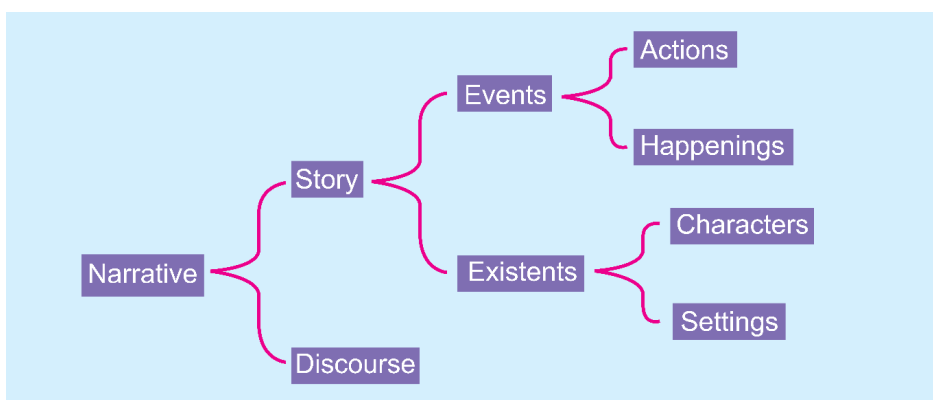 Actions
Events
Happenings
Story
Characters
Narrative
Existents
Settings
Discourse